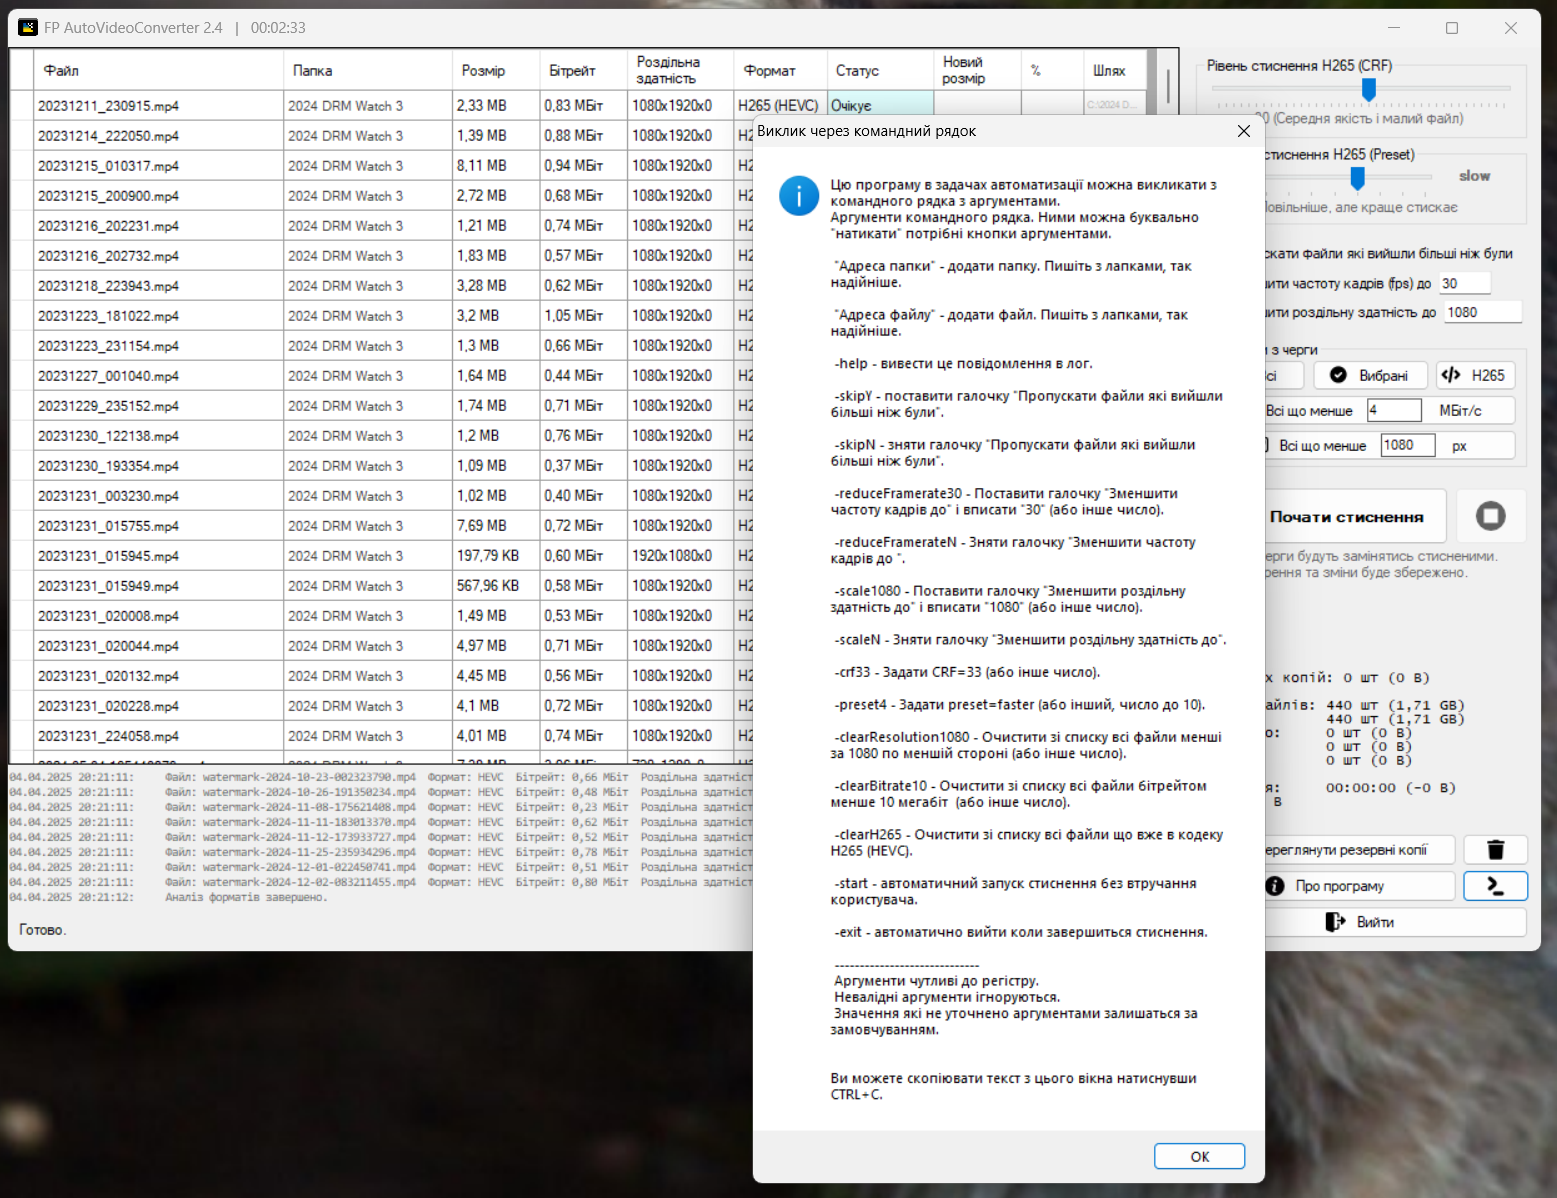 FP AutoVideoConverter 2.4 | 00:02:33
Файл Папка Розмір Бітрейт Роздільна здатність Формат Статус Новий розмір % Шлях
20231211_230915.mp4 2024 DRM Watch 3 2,33 MB 0,83 МБіт 1080x1920x0 H265 (HEVC) Очікує C:\2024 D...
20231214_222050.mp4 2024 DRM Watch 3 1,39 MB 0,88 МБіт 1080x1920x0 H2
20231215_010317.mp4 2024 DRM Watch 3 8,11 MB 0,94 МБіт 1080x1920x0 H2
20231215_200900.mp4 2024 DRM Watch 3 2,72 MB 0,68 МБіт 1080x1920x0 H2
20231216_202231.mp4 2024 DRM Watch 3 1,21 MB 0,74 МБіт 1080x1920x0 H2
20231216_202732.mp4 2024 DRM Watch 3 1,83 MB 0,57 МБіт 1080x1920x0 H2
20231218_223943.mp4 2024 DRM Watch 3 3,28 MB 0,62 МБіт 1080x1920x0 H2
20231223_181022.mp4 2024 DRM Watch 3 3,2 MB 1,05 МБіт 1080x1920x0 H2
20231223_231154.mp4 2024 DRM Watch 3 1,3 MB 0,66 МБіт 1080x1920x0 H2
20231227_001040.mp4 2024 DRM Watch 3 1,64 MB 0,44 МБіт 1080x1920x0 H2
20231229_235152.mp4 2024 DRM Watch 3 1,74 MB 0,71 МБіт 1080x1920x0 H2
20231230_122138.mp4 2024 DRM Watch 3 1,2 MB 0,76 МБіт 1080x1920x0 H2
20231230_193354.mp4 2024 DRM Watch 3 1,09 MB 0,37 МБіт 1080x1920x0 H2
20231231_003230.mp4 2024 DRM Watch 3 1,02 MB 0,40 МБіт 1080x1920x0 H2
20231231_015755.mp4 2024 DRM Watch 3 7,69 MB 0,72 МБіт 1080x1920x0 H2
20231231_015945.mp4 2024 DRM Watch 3 197,79 KB 0,60 МБіт 1920x1080x0 H2
20231231_015949.mp4 2024 DRM Watch 3 567,96 KB 0,58 МБіт 1080x1920x0 H2
20231231_020008.mp4 2024 DRM Watch 3 1,49 MB 0,53 МБіт 1080x1920x0 H2
20231231_020044.mp4 2024 DRM Watch 3 4,97 MB 0,71 МБіт 1080x1920x0 H2
20231231_020132.mp4 2024 DRM Watch 3 4,45 MB 0,56 МБіт 1080x1920x0 H2
20231231_020228.mp4 2024 DRM Watch 3 4,1 MB 0,72 МБіт 1080x1920x0 H2
20231231_224058.mp4 2024 DRM Watch 3 4,01 MB 0,74 МБіт 1080x1920x0 H2
04.04.2025 20:21:11: Файл: watermark-2024-10-23-002323790.mp4 Формат: HEVC Бітрейт: 0,66 МБіт Роздільна здатніст
04.04.2025 20:21:11: Файл: watermark-2024-10-26-191350234.mp4 Формат: HEVC Бітрейт: 0,48 МБіт Роздільна здатніст
04.04.2025 20:21:11: Файл: watermark-2024-11-08-175621408.mp4 Формат: HEVC Бітрейт: 0,23 МБіт Роздільна здатніст
04.04.2025 20:21:11: Файл: watermark-2024-11-11-183013370.mp4 Формат: HEVC Бітрейт: 0,62 МБіт Роздільна здатніст
04.04.2025 20:21:11: Файл: watermark-2024-11-12-173933727.mp4 Формат: HEVC Бітрейт: 0,52 МБіт Роздільна здатніст
04.04.2025 20:21:11: Файл: watermark-2024-11-25-235934296.mp4 Формат: HEVC Бітрейт: 0,78 МБіт Роздільна здатніст
04.04.2025 20:21:11: Файл: watermark-2024-12-01-022450741.mp4 Формат: HEVC Бітрейт: 0,51 МБіт Роздільна здатніст
04.04.2025 20:21:11: Файл: watermark-2024-12-02-083211455.mp4 Формат: HEVC Бітрейт: 0,80 МБіт Роздільна здатніст
04.04.2025 20:21:12: Аналіз форматів завершено.
Готово.
Виклик через командний рядок
Цю програму в задачах автоматизації можна викликати з
командного рядка з аргументами.
Аргументи командного рядка. Ними можна буквально
"натикати" потрібні кнопки аргументами.
"Адреса папки" - додати папку. Пишіть з лапками, так
надійніше.
"Адреса файлу" - додати файл. Пишіть з лапками, так
надійніше.
-help - вивести це повідомлення в лог.
-skipY - поставити галочку "Пропускати файли які вийшли
більші ніж були".
-skipN - зняти галочку "Пропускати файли які вийшли
більші ніж були".
-reduceFramerate30 - Поставити галочку "Зменшити
частоту кадрів до" і вписати "30" (або інше число).
-reduceFramerateN - Зняти галочку "Зменшити частоту
кадрів до ".
-scale1080 - Поставити галочку "Зменшити роздільну
здатність до" і вписати "1080" (або інше число).
-scaleN - Зняти галочку "Зменшити роздільну здатність до".
-crf33 - Задати CRF=33 (або інше число).
-preset4 - Задати preset=faster (або інший, число до 10).
-clearResolution1080 - Очистити зі списку всі файли менші
за 1080 по меншій стороні (або інше число).
-clearBitrate10 - Очистити зі списку всі файли бітрейтом
менше 10 мегабіт (або інше число).
-clearH265 - Очистити зі списку всі файли що вже в кодеку
H265 (HEVC).
-start - автоматичний запуск стиснення без втручання
користувача.
-exit - автоматично вийти коли завершиться стиснення.
-----------------------------
Аргументи чутливі до регістру.
Невалідні аргументи ігноруються.
Значення які не уточнено аргументами залишаться за
замовчуванням.
Ви можете скопіювати текст з цього вікна натиснувши
CTRL+C.
OK
Рівень стиснення H265 (CRF)
0 (Середня якість і малий файл)
стиснення H265 (Preset)
slow
Повільніше, але краще стискає
скати файли які вийшли більші ніж були
шити частоту кадрів (fps) до 30
шити роздільну здатність до 1080
и з черги
сі Вибрані H265
Всі що менше 4 МБіт/с
Всі що менше 1080 px
Почати стиснення
ерги будуть замінятись стисненими.
рення та зміни буде збережено.
х копій: 0 шт (0 B)
айлів: 440 шт (1,71 GB)
440 шт (1,71 GB)
о: 0 шт (0 B)
0 шт (0 B)
0 шт (0 B)
я: 00:00:00 (-0 B)
B
ереглянути резервні копії
Про програму
Вийти